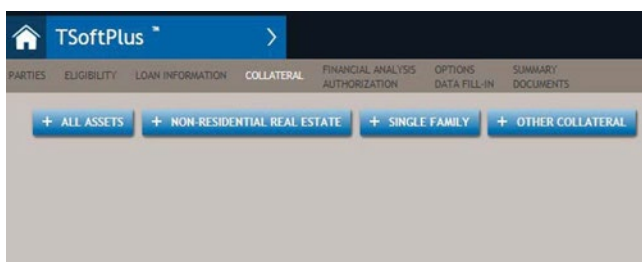 TSoftPlus ™
PARTIES ELIGIBILITY LOAN INFORMATION COLLATERAL FINANCIAL ANALYSIS AUTHORIZATION OPTIONS DATA FILL-IN SUMMARY DOCUMENTS
+ ALL ASSETS + NON-RESIDENTIAL REAL ESTATE + SINGLE FAMILY + OTHER COLLATERAL